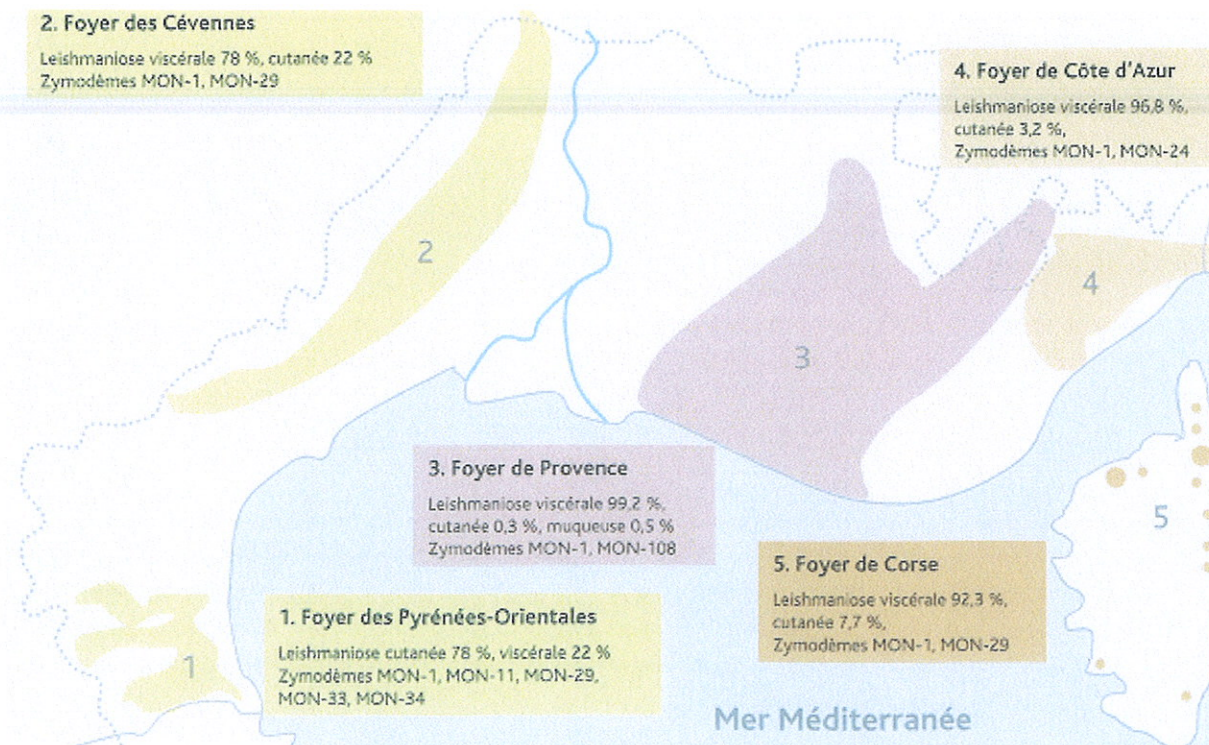 2. Foyer des Cévennes
Leishmaniose viscérale 78 %, cutanée 22 %
Zymodèmes MON-1, MON-29
4. Foyer de Côte d'Azur
Leishmaniose viscérale 96,8 %,
cutanée 3,2 %,
Zymodèmes MON-1, MON-24
2
4
3
3. Foyer de Provence
Leishmaniose viscérale 99,2 %,
cutanée 0,3 %, muqueuse 0,5 %
Zymodèmes MON-1, MON-108
5
5. Foyer de Corse
Leishmaniose viscérale 92,3 %,
cutanée 7,7 %,
Zymodèmes MON-1, MON-29
1. Foyer des Pyrénées-Orientales
Leishmaniose cutanée 78 %, viscérale 22 %
Zymodèmes MON-1, MON-11, MON-29,
MON-33, MON-34
1
Mer Méditerranée